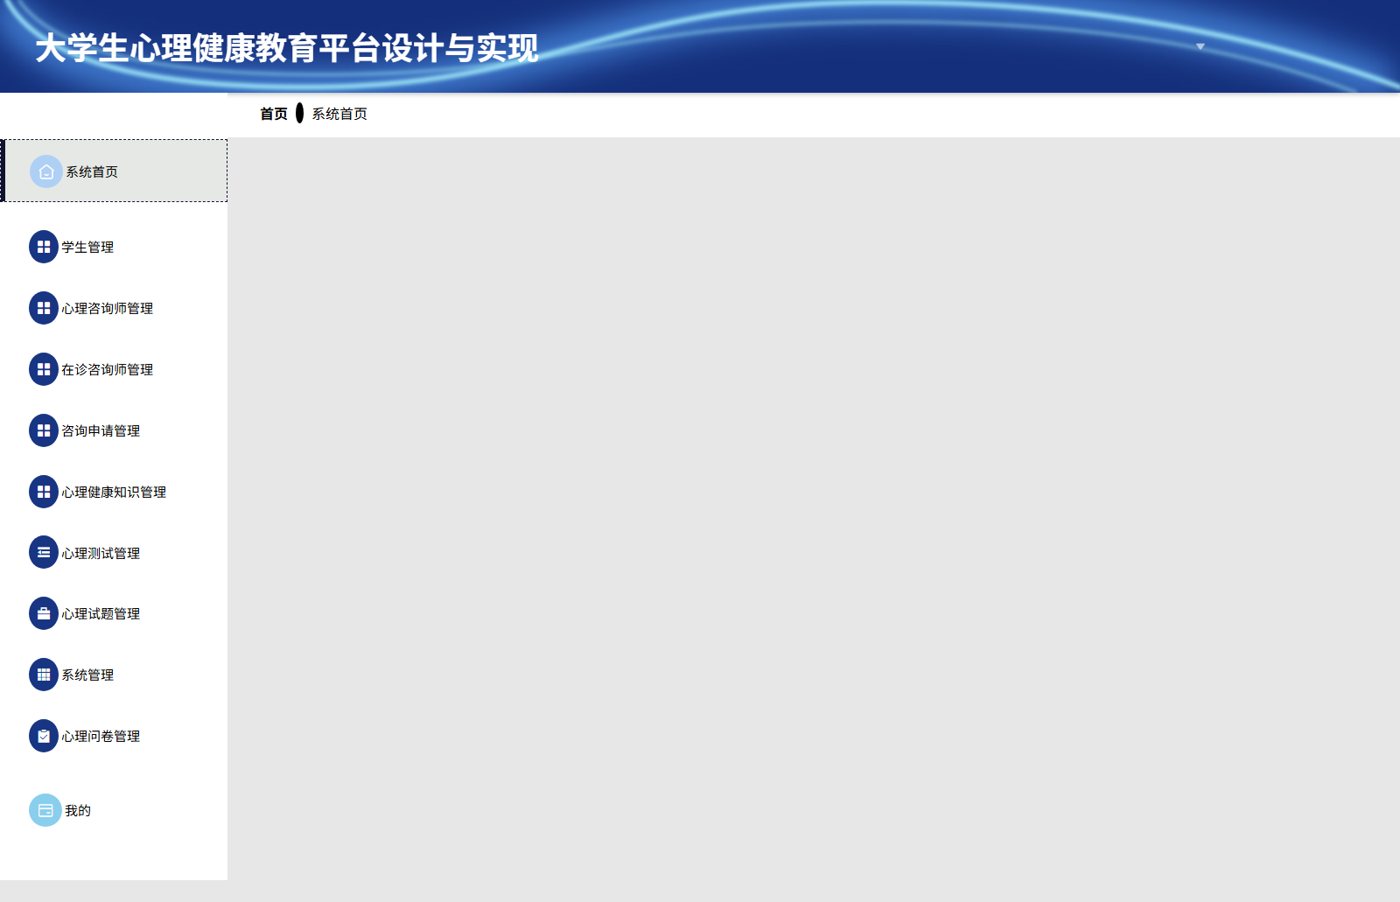 大学生心理健康教育平台设计与实现
首页 系统首页
系统首页
学生管理
心理咨询师管理
在诊咨询师管理
咨询申请管理
心理健康知识管理
心理测试管理
心理试题管理
系统管理
心理问卷管理
我的